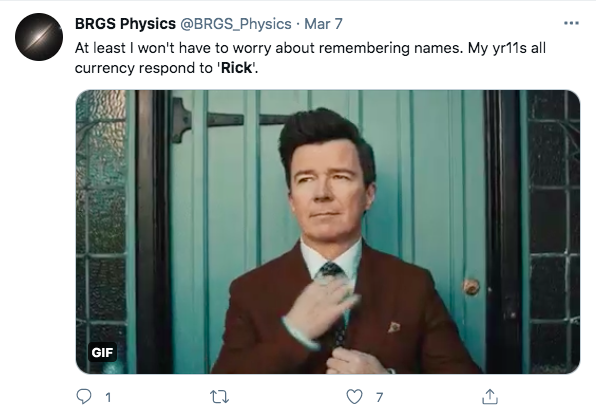 BRGS Physics @BRGS_Physics · Mar 7
At least I won't have to worry about remembering names. My yr11s all
currency respond to 'Rick'.
GIF
1 7